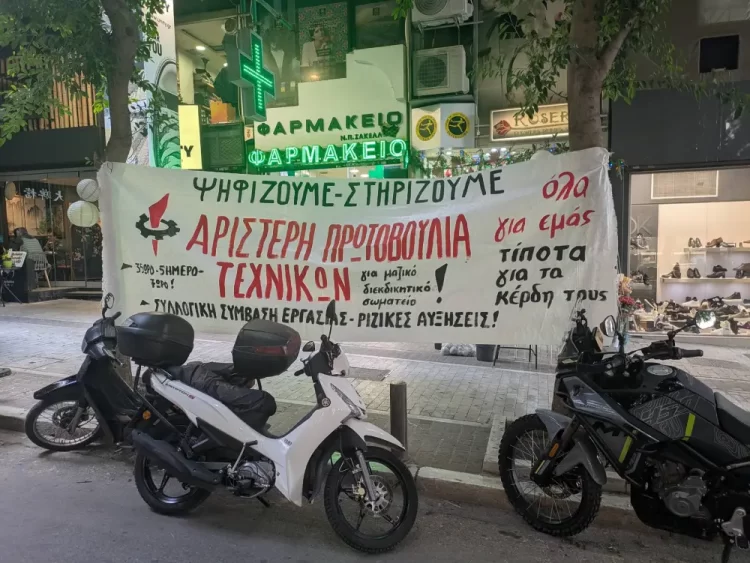 ΦΑΡΜΑΚΕΙΟ
ΦΑΡΜΑΚΕΙΟ
ΨΗΦΙΖΟΥΜΕ-ΣΤΗΡΙΖΟΥΜΕ
ΑΡΙΣΤΕΡΗ ΠΡΩΤΟΒΟΥΛΙΑ
ΤΕΧΝΙΚΩΝ
για μαζικό
διεκδικητικό
σωματείο!
- 35ΩΡΟ-5ΗΜΕΡΟ-
7ΩΡΟ!
- ΣΥΛΛΟΓΙΚΗ ΣΥΜΒΑΣΗ ΕΡΓΑΣΙΑΣ- ΡΙΖΙΚΕΣ ΑΥΞΗΣΕΙΣ!
όλα
για εμάς
τίποτα
για τα
κέρδη τους